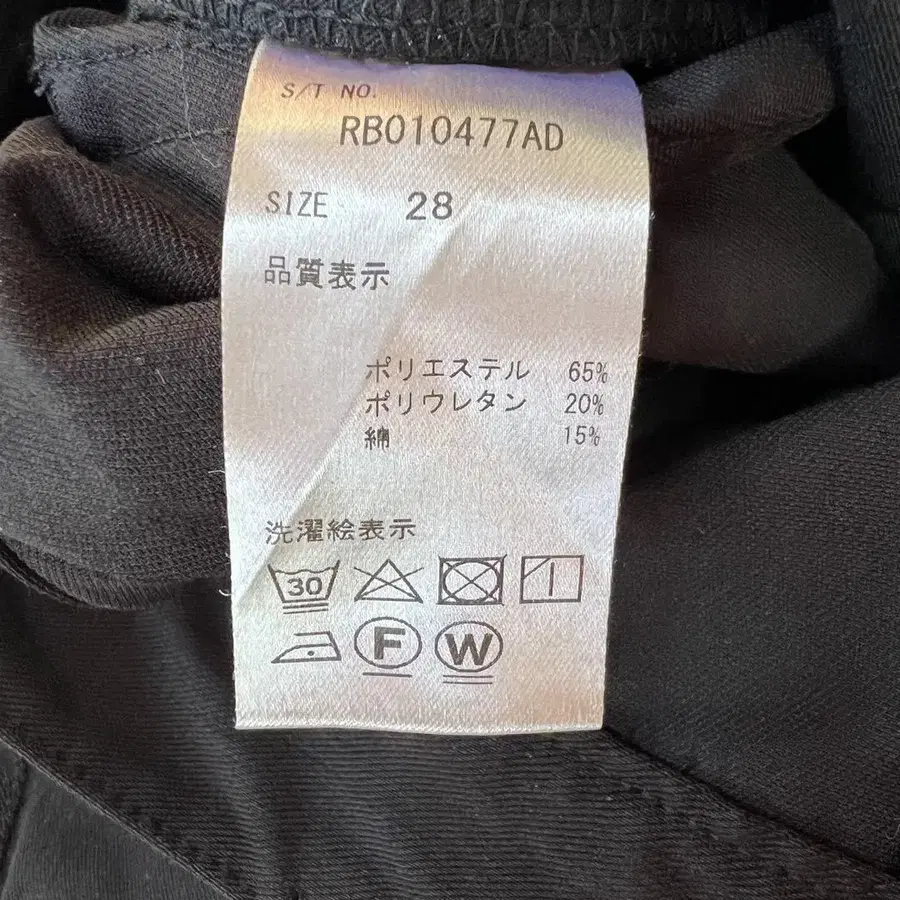 S/T NO.
RB010477AD
SIZE 28
品質表示
ポリエステル 65%
ポリウレタン 20%
綿 15%
洗濯絵表示
30
F W